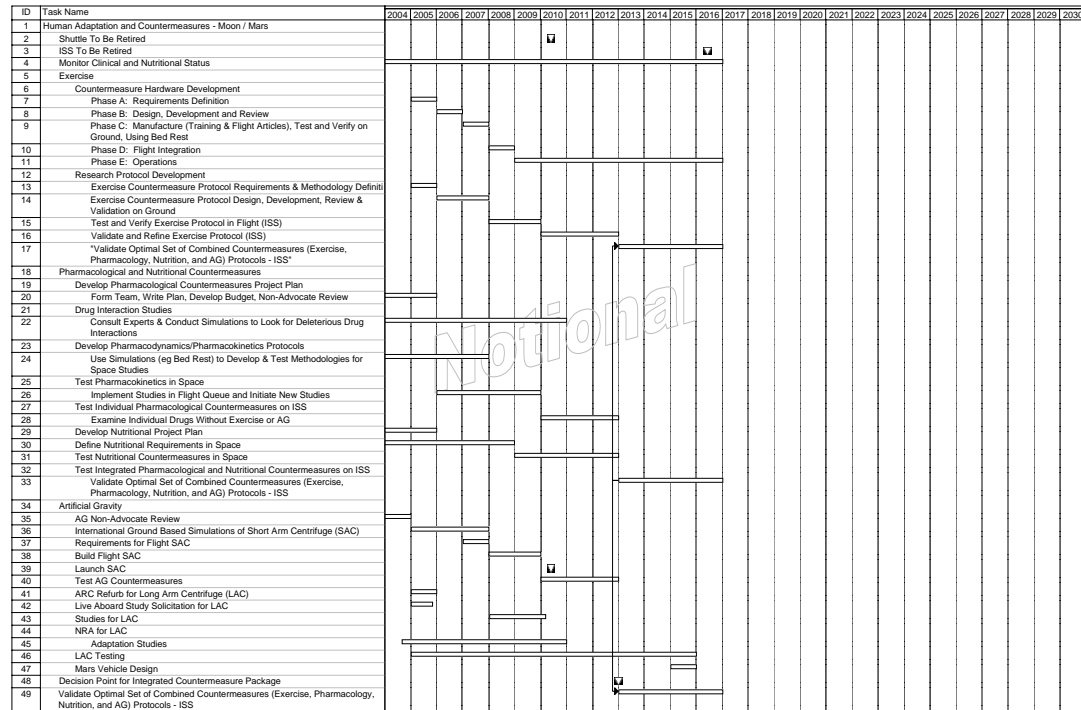 ID Task Name 2004 2005 2006 2007 2008 2009 2010 2011 2012 2013 2014 2015 2016 2017 2018 2019 2020 2021 2022 2023 2024 2025 2026 2027 2028 2029 2030
1 Human Adaptation and Countermeasures - Moon / Mars
2 Shuttle To Be Retired
3 ISS To Be Retired
4 Monitor Clinical and Nutritional Status
5 Exercise
6 Countermeasure Hardware Development
7 Phase A: Requirements Definition
8 Phase B: Design, Development and Review
9 Phase C: Manufacture (Training & Flight Articles), Test and Verify on
Ground, Using Bed Rest
10 Phase D: Flight Integration
11 Phase E: Operations
12 Research Protocol Development
13 Exercise Countermeasure Protocol Requirements & Methodology Definiti
14 Exercise Countermeasure Protocol Design, Development, Review &
Validation on Ground
15 Test and Verify Exercise Protocol in Flight (ISS)
16 Validate and Refine Exercise Protocol (ISS)
17 "Validate Optimal Set of Combined Countermeasures (Exercise,
Pharmacology, Nutrition, and AG) Protocols - ISS"
18 Pharmacological and Nutritional Countermeasures
19 Develop Pharmacological Countermeasures Project Plan
20 Form Team, Write Plan, Develop Budget, Non-Advocate Review
21 Drug Interaction Studies
22 Consult Experts & Conduct Simulations to Look for Deleterious Drug
Interactions
23 Develop Pharmacodynamics/Pharmacokinetics Protocols
24 Use Simulations (eg Bed Rest) to Develop & Test Methodologies for
Space Studies
25 Test Pharmacokinetics in Space
26 Implement Studies in Flight Queue and Initiate New Studies
27 Test Individual Pharmacological Countermeasures on ISS
28 Examine Individual Drugs Without Exercise or AG
29 Develop Nutritional Project Plan
30 Define Nutritional Requirements in Space
31 Test Nutritional Countermeasures in Space
32 Test Integrated Pharmacological and Nutritional Countermeasures on ISS
33 Validate Optimal Set of Combined Countermeasures (Exercise,
Pharmacology, Nutrition, and AG) Protocols - ISS
34 Artificial Gravity
35 AG Non-Advocate Review
36 International Ground Based Simulations of Short Arm Centrifuge (SAC)
37 Requirements for Flight SAC
38 Build Flight SAC
39 Launch SAC
40 Test AG Countermeasures
41 ARC Refurb for Long Arm Centrifuge (LAC)
42 Live Aboard Study Solicitation for LAC
43 Studies for LAC
44 NRA for LAC
45 Adaptation Studies
46 LAC Testing
47 Mars Vehicle Design
48 Decision Point for Integrated Countermeasure Package
49 Validate Optimal Set of Combined Countermeasures (Exercise, Pharmacology,
Nutrition, and AG) Protocols - ISS
Notional